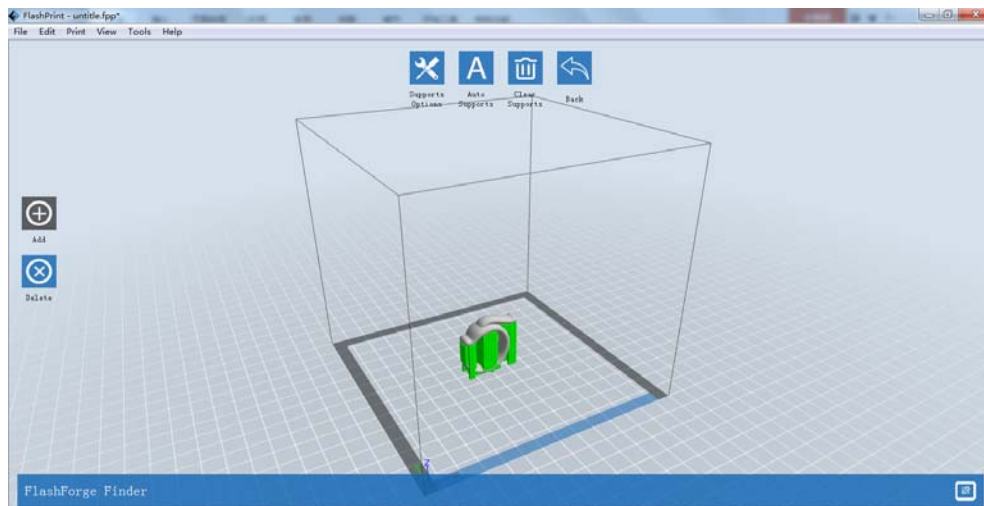 FlashPrint - untitle.fpp*
File Edit Print View Tools Help
A
Supports Options
Auto Supports
Clear Supports
Back
Add
Delete
Z
FlashForge Finder